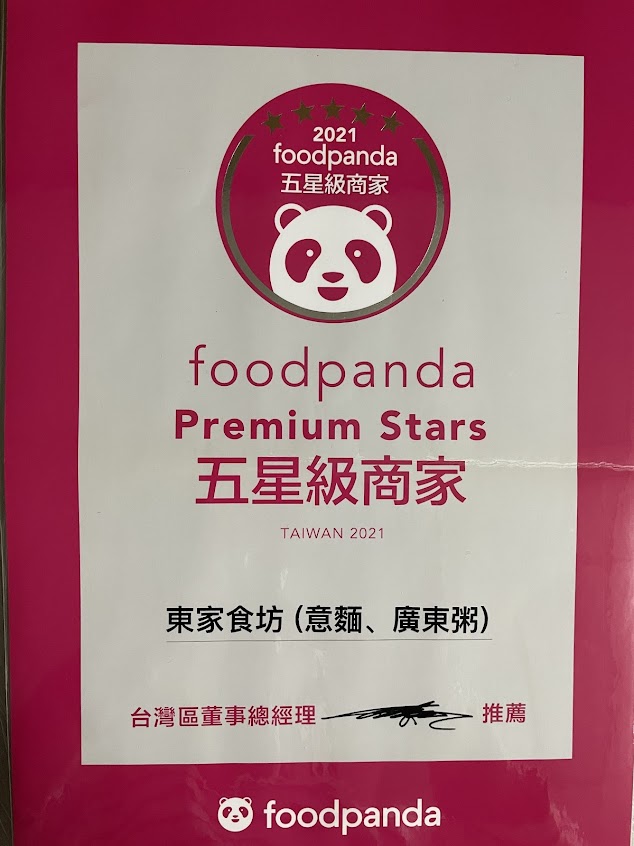 2021
foodpanda
五星級商家
foodpanda
Premium Stars
五星級商家
TAIWAN 2021
東家食坊(意麵、廣東粥)
台灣區董事總經理 推薦
foodpanda